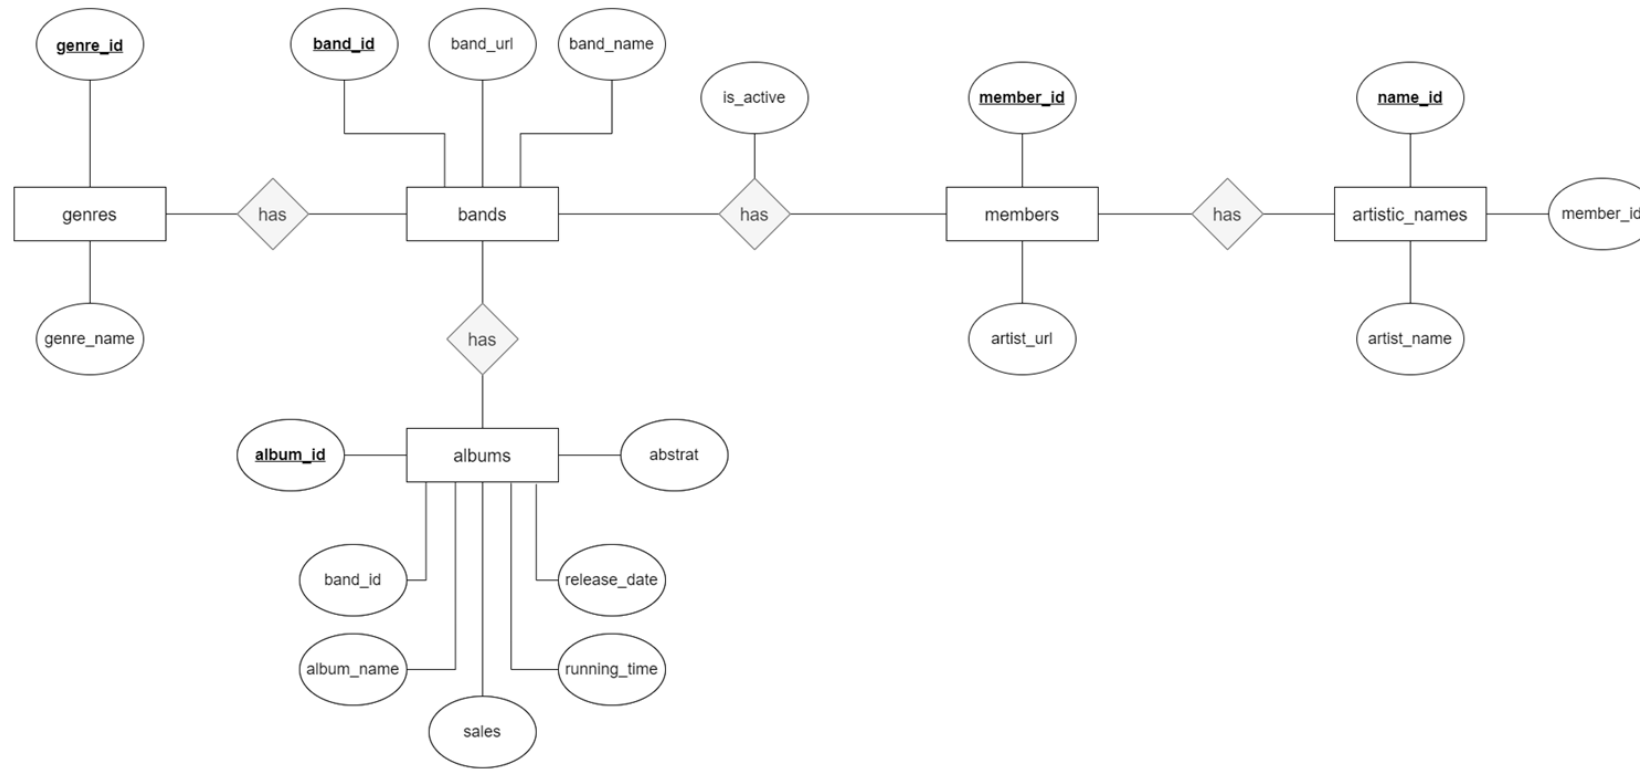 genre_id
band_id
band_url
band_name
is_active
member_id
name_id
genres
has
bands
has
members
has
artistic_names
member_id
genre_name
has
artist_url
artist_name
album_id
albums
abstrat
band_id
release_date
album_name
running_time
sales